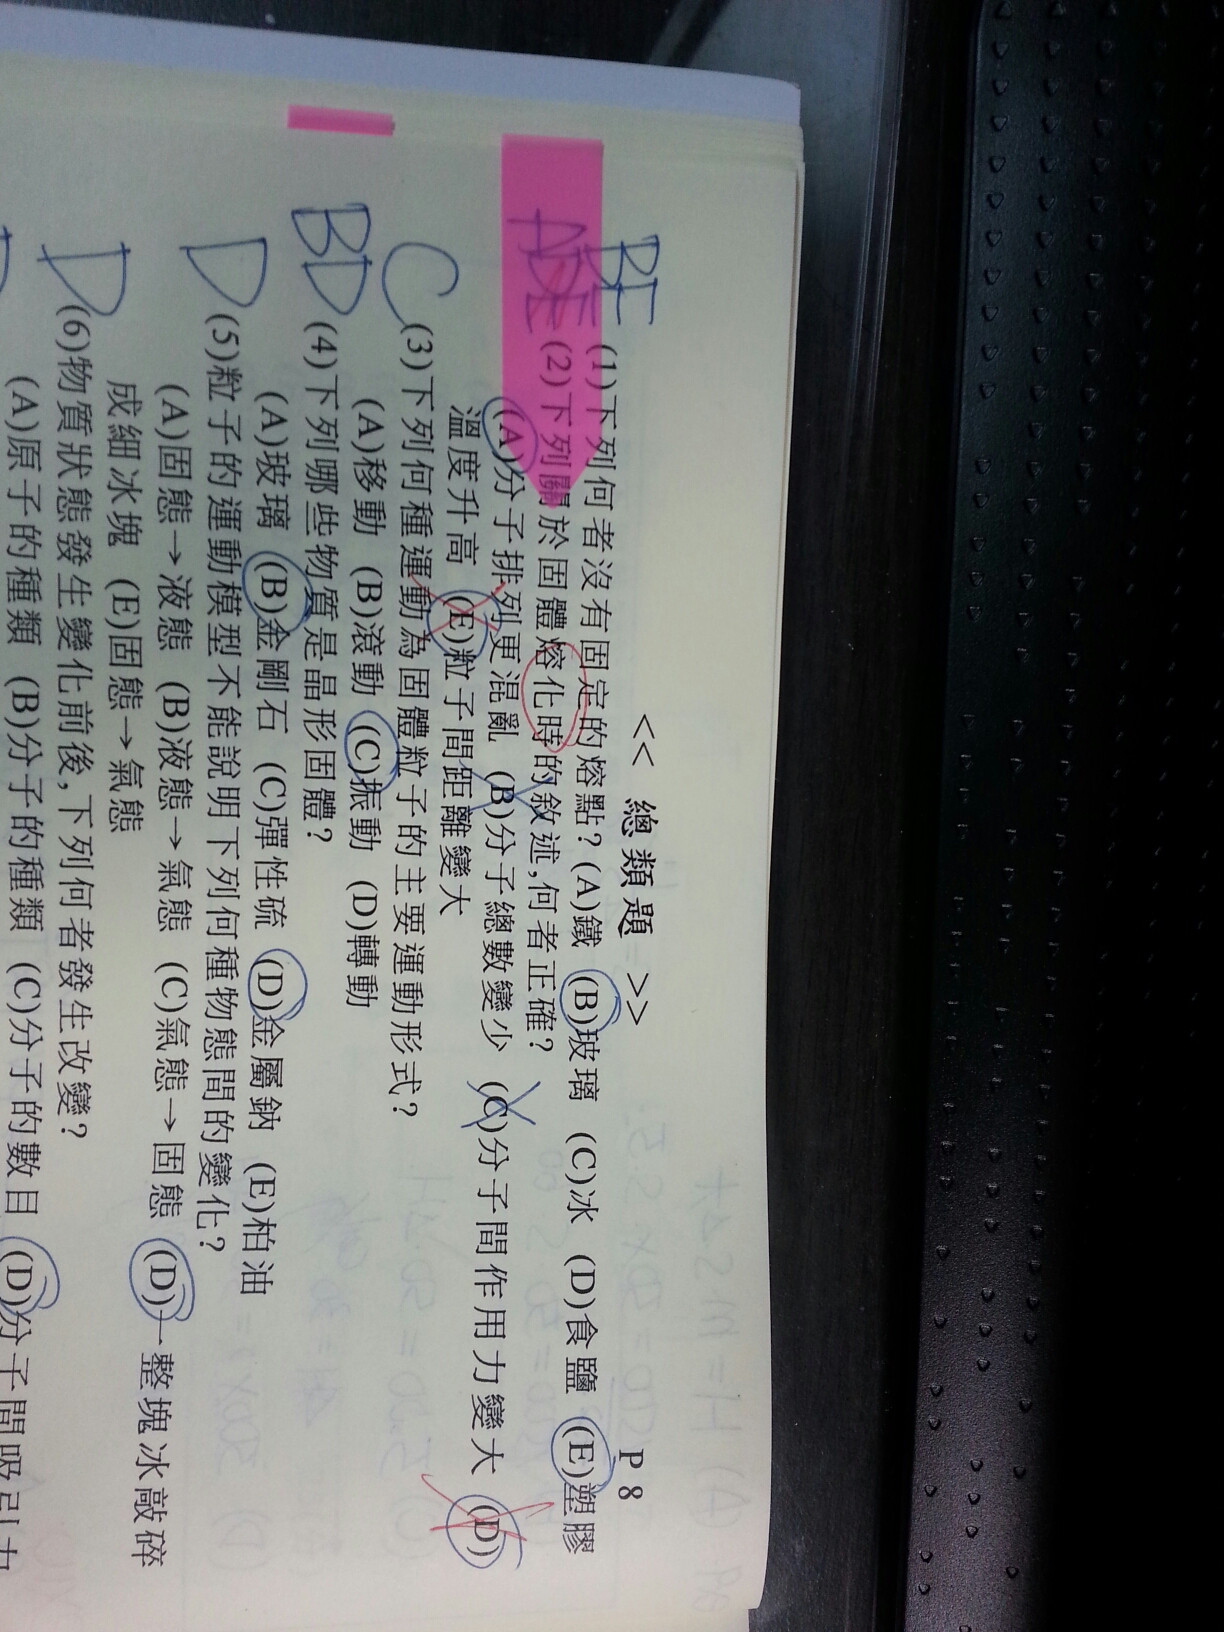 << 總類題 >> P8
BE (1)下列何者沒有固定的熔點? (A)鐵 (B)玻璃 (C)冰 (D)食鹽 (E)塑膠
ADE (2)下列關於固體熔化時的敘述,何者正確?
(A)分子排列更混亂 (B)分子總數變少 (C)分子間作用力變大 (D)
溫度升高 (E)粒子間距離變大
C (3)下列何種運動為固體粒子的主要運動形式?
(A)移動 (B)滾動 (C)振動 (D)轉動
BD (4)下列哪些物質是晶形固體?
(A)玻璃 (B)金剛石 (C)彈性硫 (D)金屬鈉 (E)柏油
D (5)粒子的運動模型不能說明下列何種物態間的變化?
(A)固態→液態 (B)液態→氣態 (C)氣態→固態 (D)一整塊冰敲碎
成細冰塊 (E)固態→氣態
D (6)物質狀態發生變化前後,下列何者發生改變?
(A)原子的種類 (B)分子的種類 (C)分子的數目 (D)分子間吸引力